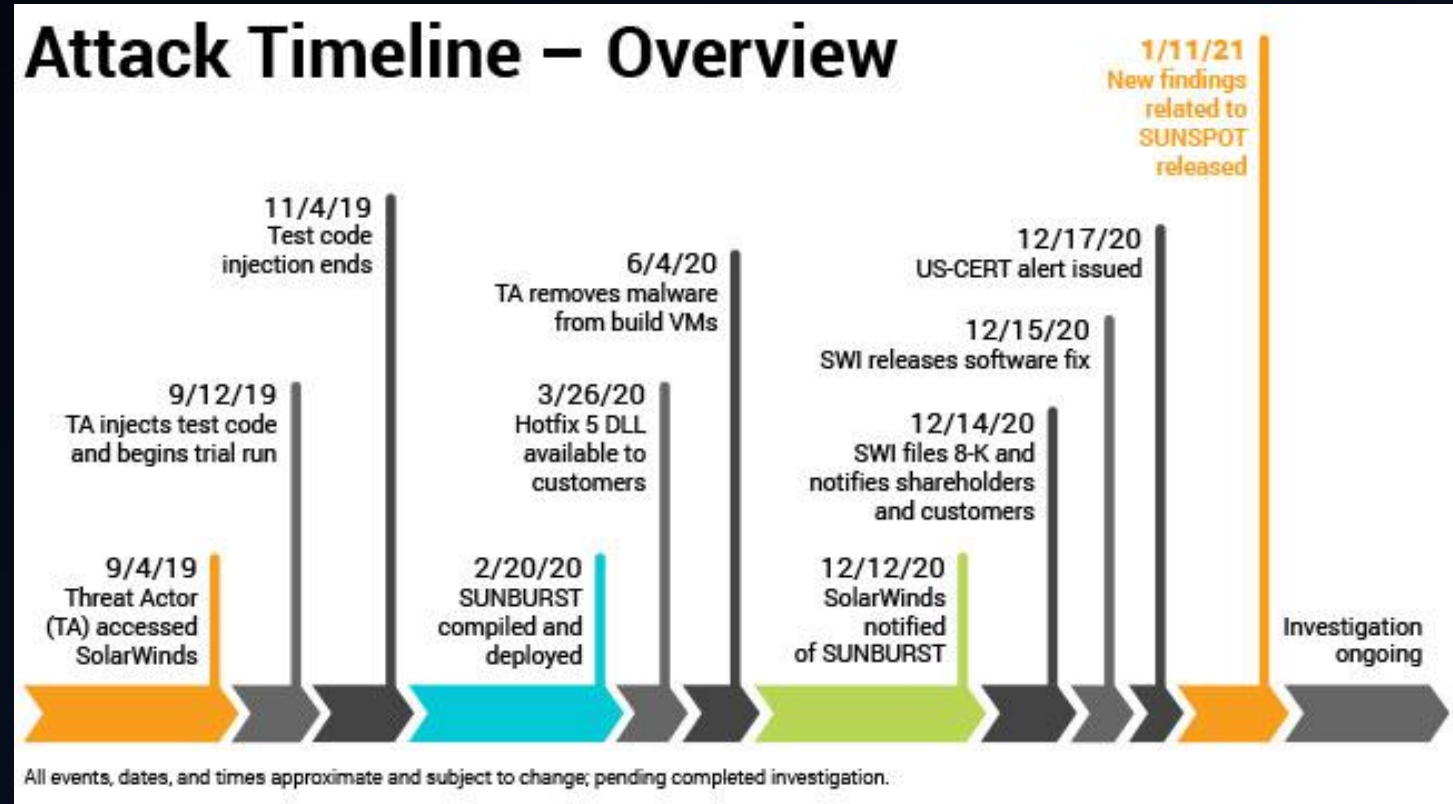 Attack Timeline – Overview
9/4/19
Threat Actor
(TA) accessed
SolarWinds
9/12/19
TA injects test code
and begins trial run
11/4/19
Test code
injection ends
2/20/20
SUNBURST
compiled and
deployed
3/26/20
Hotfix 5 DLL
available to
customers
6/4/20
TA removes malware
from build VMs
12/12/20
SolarWinds
notified
of SUNBURST
12/14/20
SWI files 8-K and
notifies shareholders
and customers
12/15/20
SWI releases software fix
12/17/20
US-CERT alert issued
1/11/21
New findings
related to
SUNSPOT
released
Investigation
ongoing
All events, dates, and times approximate and subject to change; pending completed investigation.